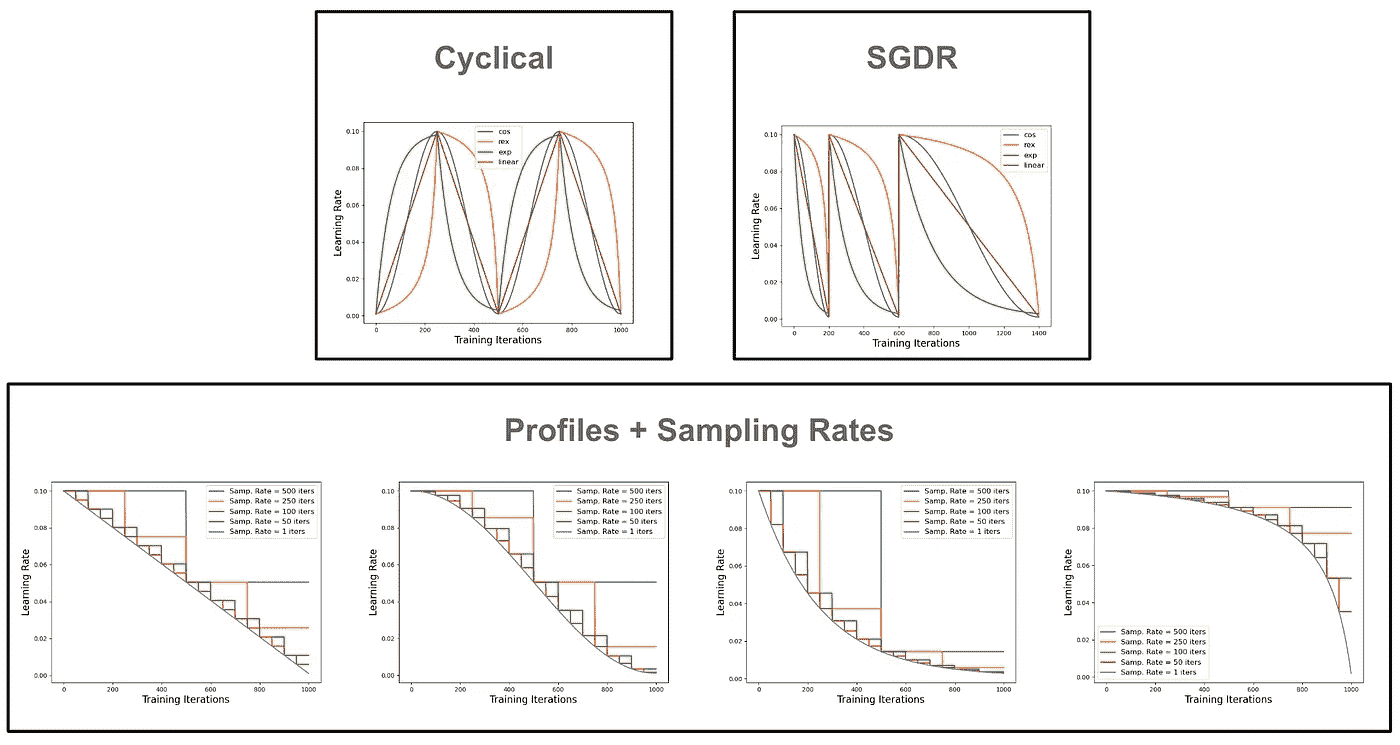 Cyclical
0.10
0.08
0.06
0.04
0.02
0.00
Learning Rate
cos
rex
exp
linear
0 200 400 600 800 1000
Training Iterations
SGDR
0.10
0.08
0.06
0.04
0.02
0.00
Learning Rate
cos
rex
exp
linear
0 200 400 600 800 1000 1200 1400
Training Iterations
Profiles + Sampling Rates
0.10
0.08
0.06
0.04
0.02
0.00
Learning Rate
Samp. Rate = 500 iters
Samp. Rate = 250 iters
Samp. Rate = 100 iters
Samp. Rate = 50 iters
Samp. Rate = 1 iters
0 200 400 600 800 1000
Training Iterations
0.10
0.08
0.06
0.04
0.02
0.00
Learning Rate
Samp. Rate = 500 iters
Samp. Rate = 250 iters
Samp. Rate = 100 iters
Samp. Rate = 50 iters
Samp. Rate = 1 iters
0 200 400 600 800 1000
Training Iterations
0.10
0.08
0.06
0.04
0.02
0.00
Learning Rate
Samp. Rate = 500 iters
Samp. Rate = 250 iters
Samp. Rate = 100 iters
Samp. Rate = 50 iters
Samp. Rate = 1 iters
0 200 400 600 800 1000
Training Iterations
0.10
0.08
0.06
0.04
0.02
0.00
Learning Rate
Samp. Rate = 500 iters
Samp. Rate = 250 iters
Samp. Rate = 100 iters
Samp. Rate = 50 iters
Samp. Rate = 1 iters
0 200 400 600 800 1000
Training Iterations